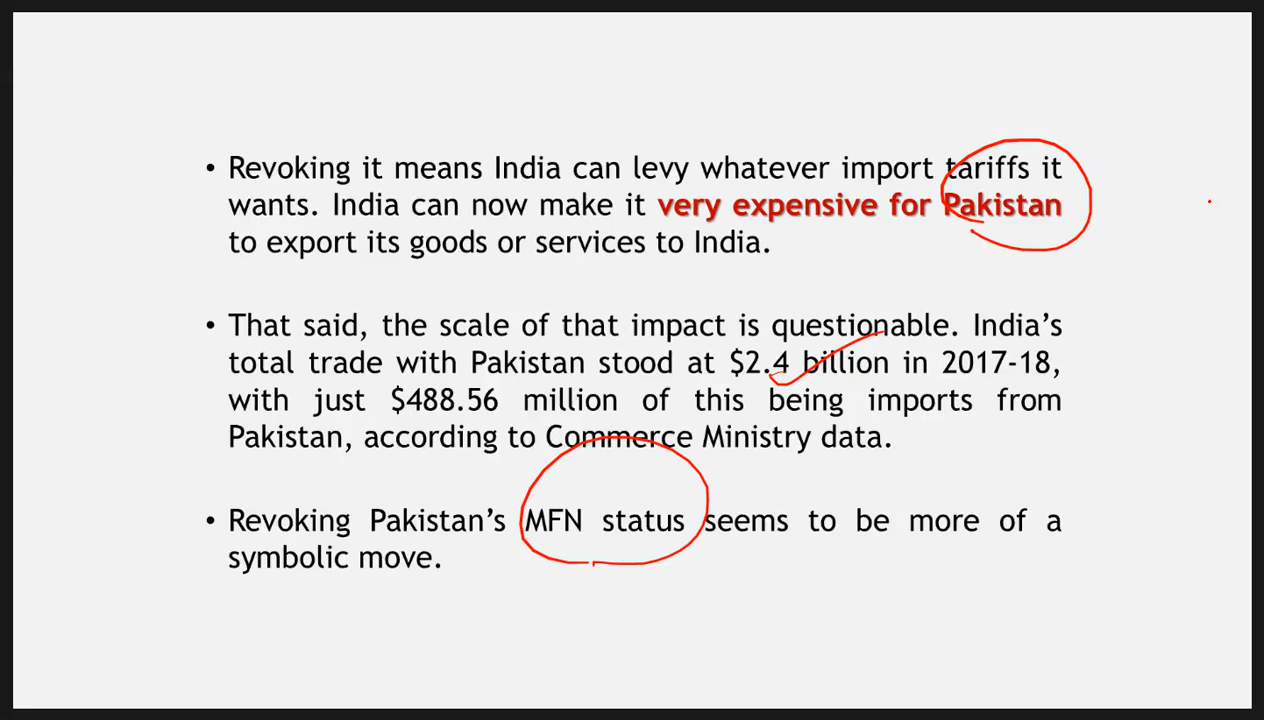 • Revoking it means India can levy whatever import tariffs it
wants. India can now make it very expensive for Pakistan
to export its goods or services to India.
• That said, the scale of that impact is questionable. India’s
total trade with Pakistan stood at $2.4 billion in 2017-18,
with just $488.56 million of this being imports from
Pakistan, according to Commerce Ministry data.
• Revoking Pakistan’s MFN status seems to be more of a
symbolic move.